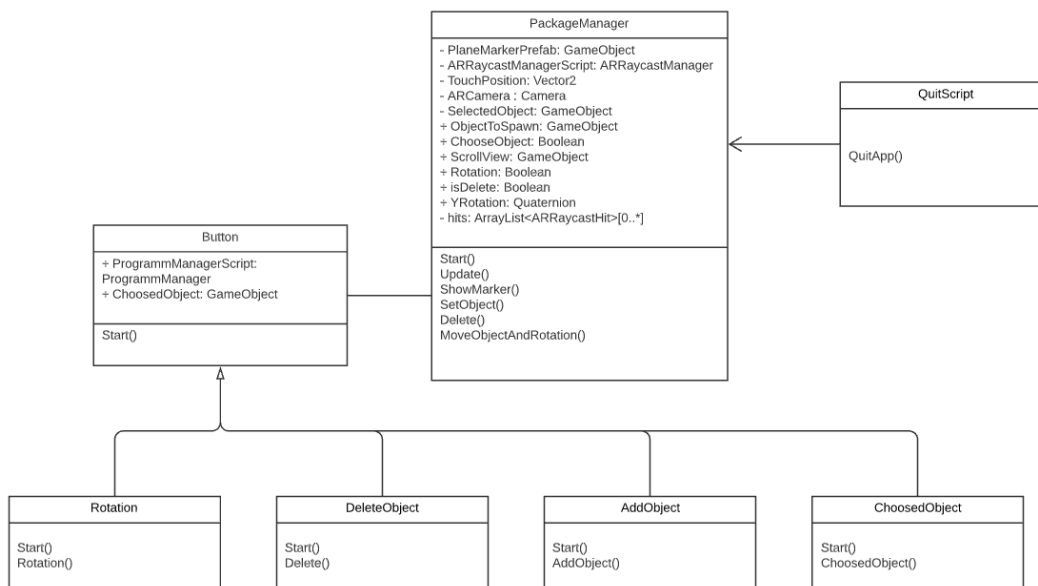 PackageManager
- PlaneMarkerPrefab: GameObject
- ARRaycastManagerScript: ARRaycastManager
- TouchPosition: Vector2
- ARCamera : Camera
- SelectedObject: GameObject
+ ObjectToSpawn: GameObject
+ ChooseObject: Boolean
+ ScrollView: GameObject
+ Rotation: Boolean
+ isDelete: Boolean
+ YRotation: Quaternion
- hits: ArrayList<ARRaycastHit>[0..*]
Start()
Update()
ShowMarker()
SetObject()
Delete()
MoveObjectAndRotation()
QuitScript
QuitApp()
Button
+ ProgrammManagerScript:
ProgrammManager
+ ChoosedObject: GameObject
Start()
Rotation
Start()
Rotation()
DeleteObject
Start()
Delete()
AddObject
Start()
AddObject()
ChoosedObject
Start()
ChoosedObject()